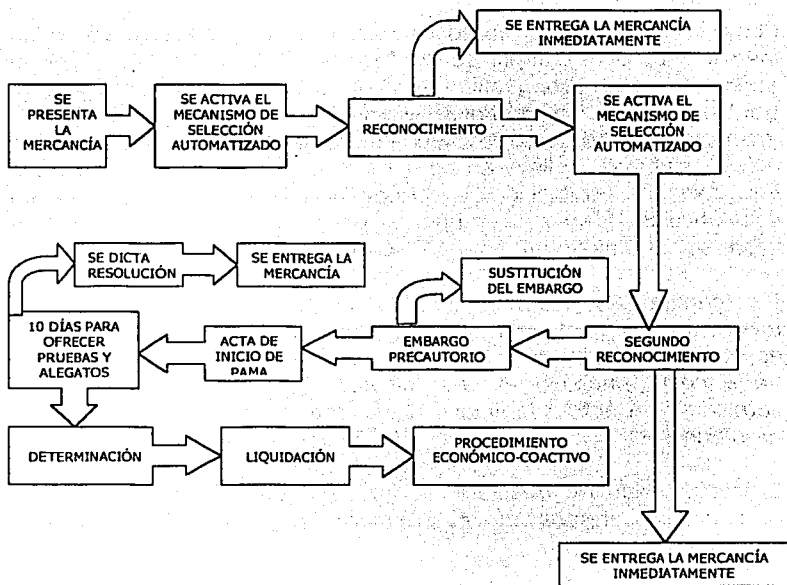 SE ENTREGA LA MERCANCÍA
INMEDIATAMENTE
SE
PRESENTA
LA
MERCANCÍA
SE ACTIVA EL
MECANISMO DE
SELECCIÓN
AUTOMATIZADO
RECONOCIMIENTO
SE ACTIVA EL
MECANISMO DE
SELECCIÓN
AUTOMATIZADO
SE DICTA
RESOLUCIÓN
SE ENTREGA LA
MERCANCÍA
SUSTITUCIÓN
DEL EMBARGO
10 DÍAS PARA
OFRECER
PRUEBAS Y
ALEGATOS
ACTA DE
INICIO DE
PAMA
EMBARGO
PRECAUTORIO
SEGUNDO
RECONOCIMIENTO
DETERMINACIÓN
LIQUIDACIÓN
PROCEDIMIENTO
ECONÓMICO-COACTIVO
SE ENTREGA LA MERCANCÍA
INMEDIATAMENTE